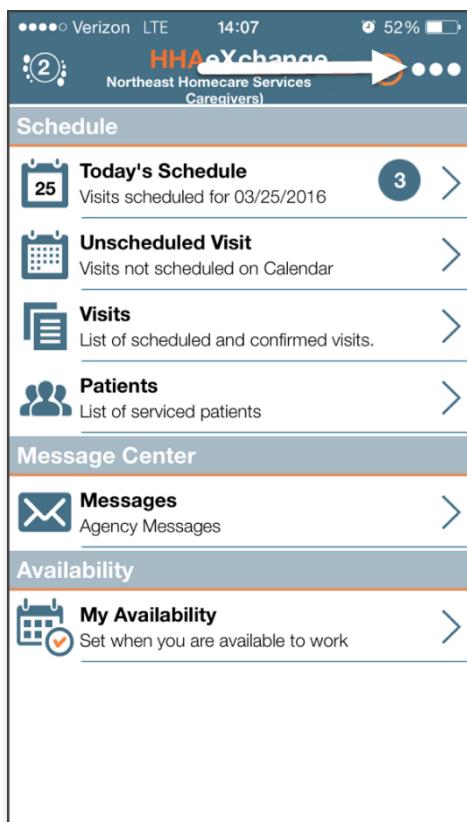 Verizon LTE 14:07 52%
2
HHAeXchange
Northeast Homecare Services
Caregivers)
Schedule
25
Today's Schedule
Visits scheduled for 03/25/2016
3
Unscheduled Visit
Visits not scheduled on Calendar
Visits
List of scheduled and confirmed visits.
Patients
List of serviced patients
Message Center
Messages
Agency Messages
Availability
My Availability
Set when you are available to work